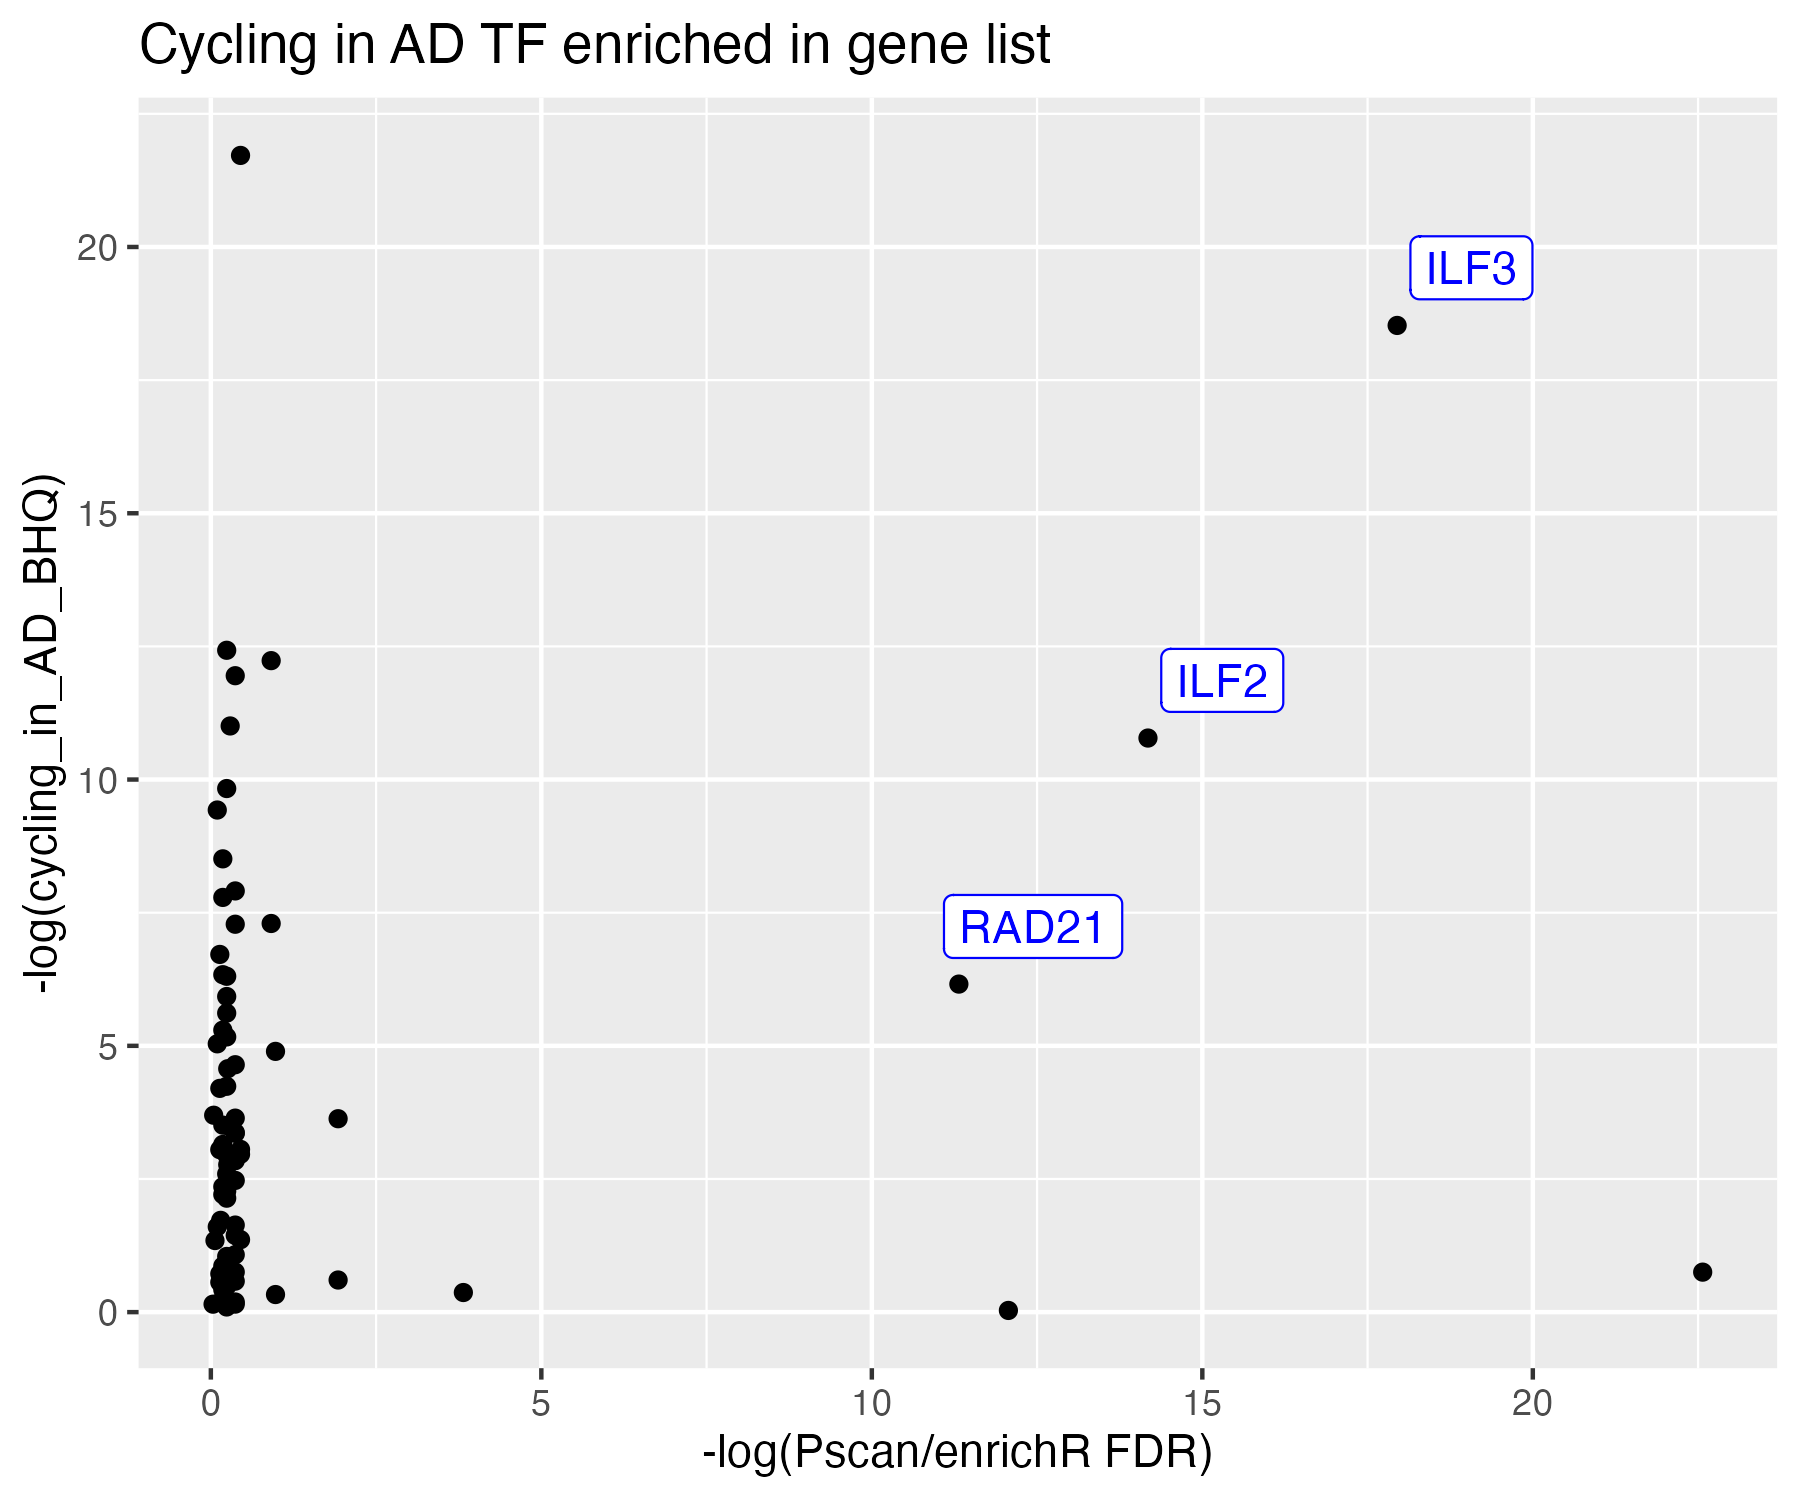 Cycling in AD TF enriched in gene list
-log(cycling_in_AD_BHQ)
20
15
10
5
0
ILF3
ILF2
RAD21
0 5 10 15 20
-log(Pscan/enrichR FDR)